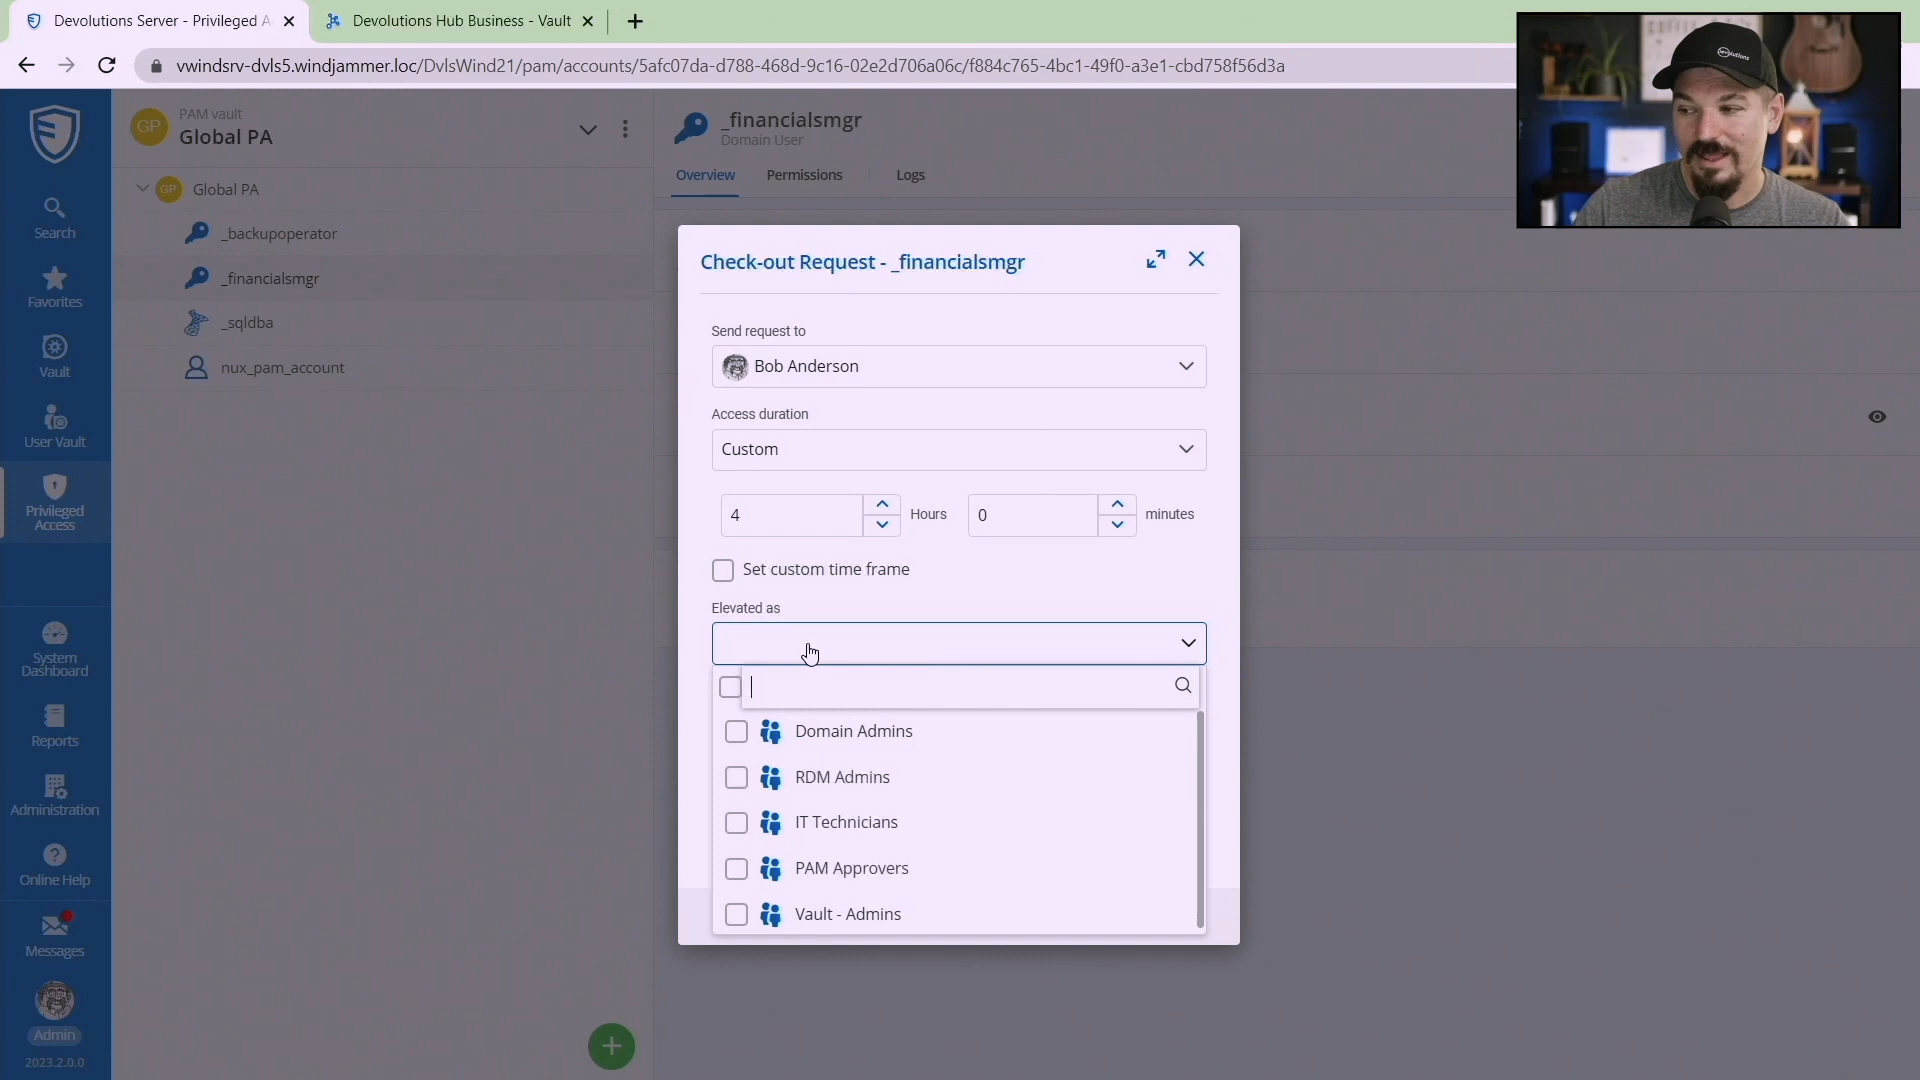 Devolutions Server - Privileged A
Devolutions Hub Business - Vault
vwindsrv-dvls5.windjammer.loc/DvlsWind21/pam/accounts/5afc07da-d788-468d-9c16-02e2d706a06c/f884c765-4bc1-49f0-a3e1-cbd758f56d3a
Search
Favorites
Vault
User Vault
Privileged
Access
System
Dashboard
Reports
Administration
Online Help
Messages
Admin
2023.2.0.0
GP
PAM vault
Global PA
GP
Global PA
_backupoperator
_financialsmgr
_sqldba
nux_pam_account
_financialsmgr
Domain User
Overview
Permissions
Logs
Check-out Request - _financialsmgr
Send request to
Bob Anderson
Access duration
Custom
4
Hours
0
minutes
Set custom time frame
Elevated as
Domain Admins
RDM Admins
IT Technicians
PAM Approvers
Vault - Admins
Devolutions